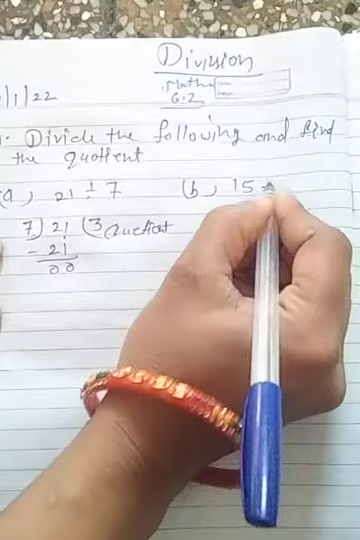 Division
Maths
6.2
/1/22
Divide the following and find
the quotient
a) 21 ÷ 7
(b) 15
7) 21 (3 Quotient
- 21
00